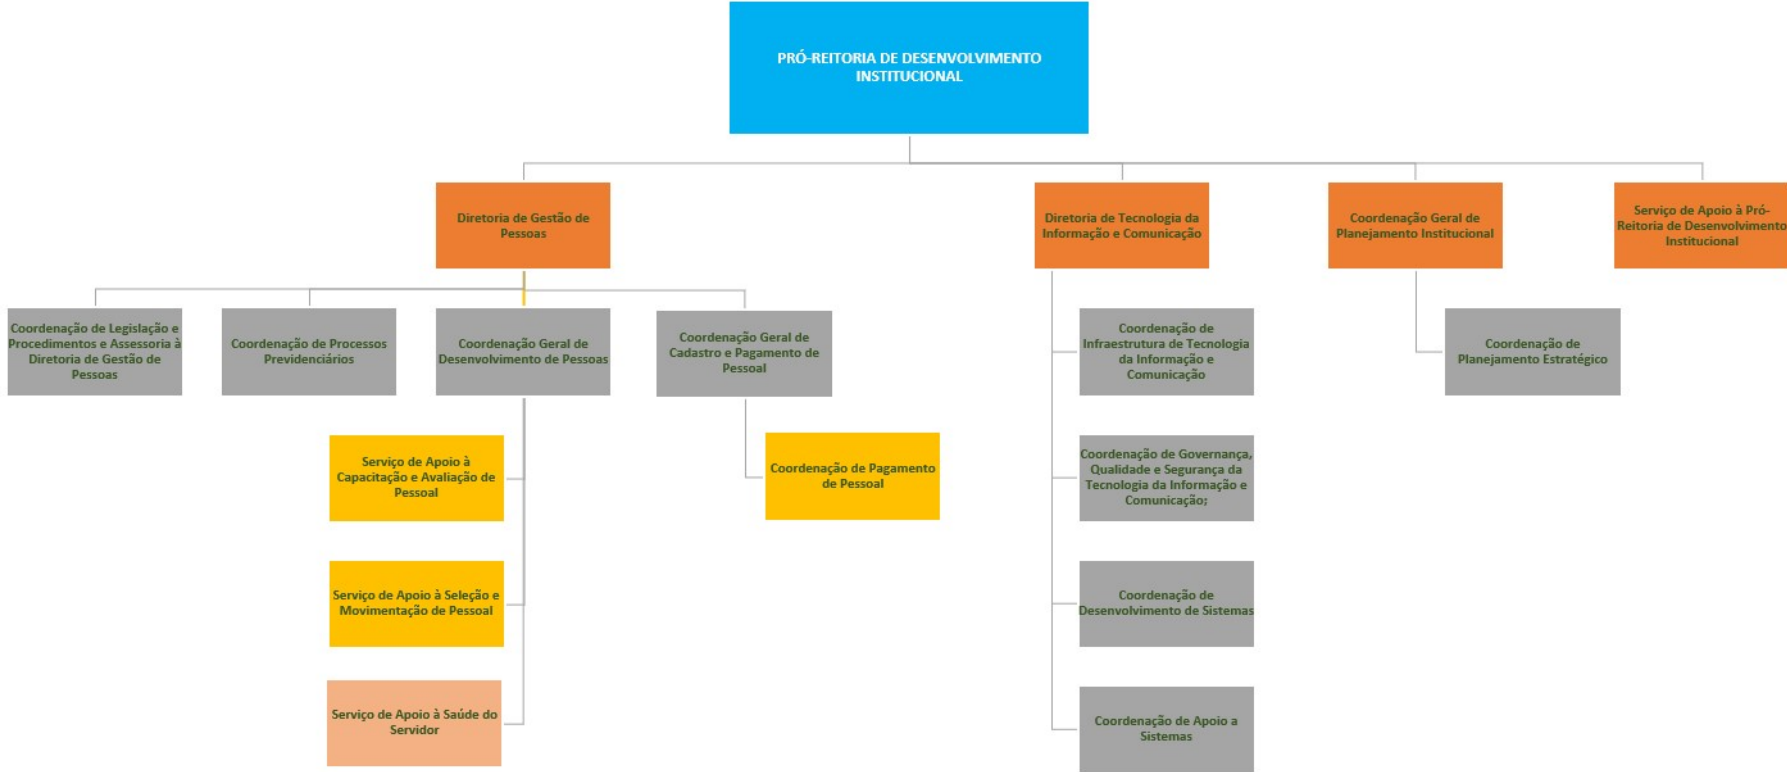 PRÓ-REITORIA DE DESENVOLVIMENTO
INSTITUCIONAL
Diretoria de Gestão de
Pessoas
Diretoria de Tecnologia da
Informação e Comunicação
Coordenação Geral de
Planejamento Institucional
Serviço de Apoio à Pró-
Reitoria de Desenvolvimento
Institucional
Coordenação de Legislação e
Procedimentos e Assessoria à
Diretoria de Gestão de
Pessoas
Coordenação de Processos
Previdenciários
Coordenação Geral de
Desenvolvimento de Pessoas
Coordenação Geral de
Cadastro e Pagamento de
Pessoal
Coordenação de
Infraestrutura de Tecnologia
da Informação e
Comunicação
Coordenação de
Planejamento Estratégico
Serviço de Apoio à
Capacitação e Avaliação de
Pessoal
Coordenação de Pagamento
de Pessoal
Coordenação de Governança,
Qualidade e Segurança da
Tecnologia da Informação e
Comunicação;
Serviço de Apoio à Seleção e
Movimentação de Pessoal
Coordenação de
Desenvolvimento de Sistemas
Serviço de Apoio à Saúde do
Servidor
Coordenação de Apoio a
Sistemas